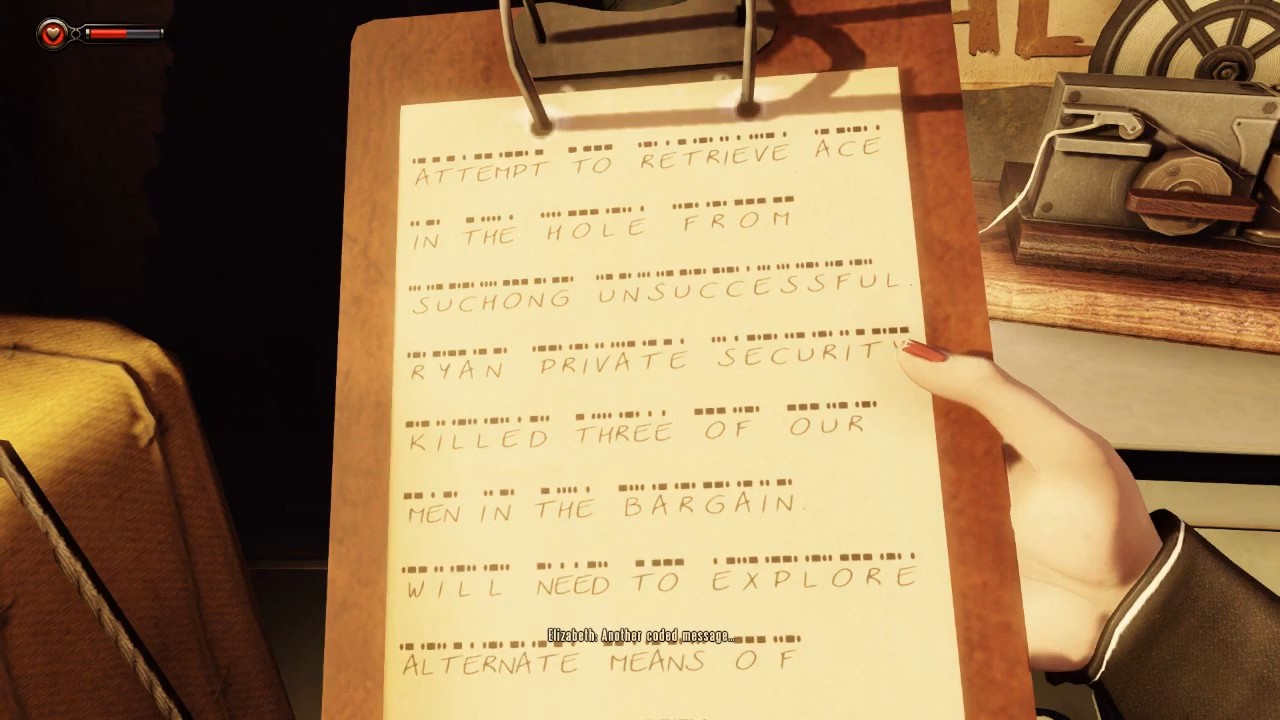 ATTEMPT TO RETRIEVE ACE
IN THE HOLE FROM
SUCHONG UNSUCCESSFUL.
RYAN PRIVATE SECURITY
KILLED THREE OF OUR
MEN IN THE BARGAIN.
WILL NEED TO EXPLORE
Elizabeth: Another coded message...
ALTERNATE MEANS OF